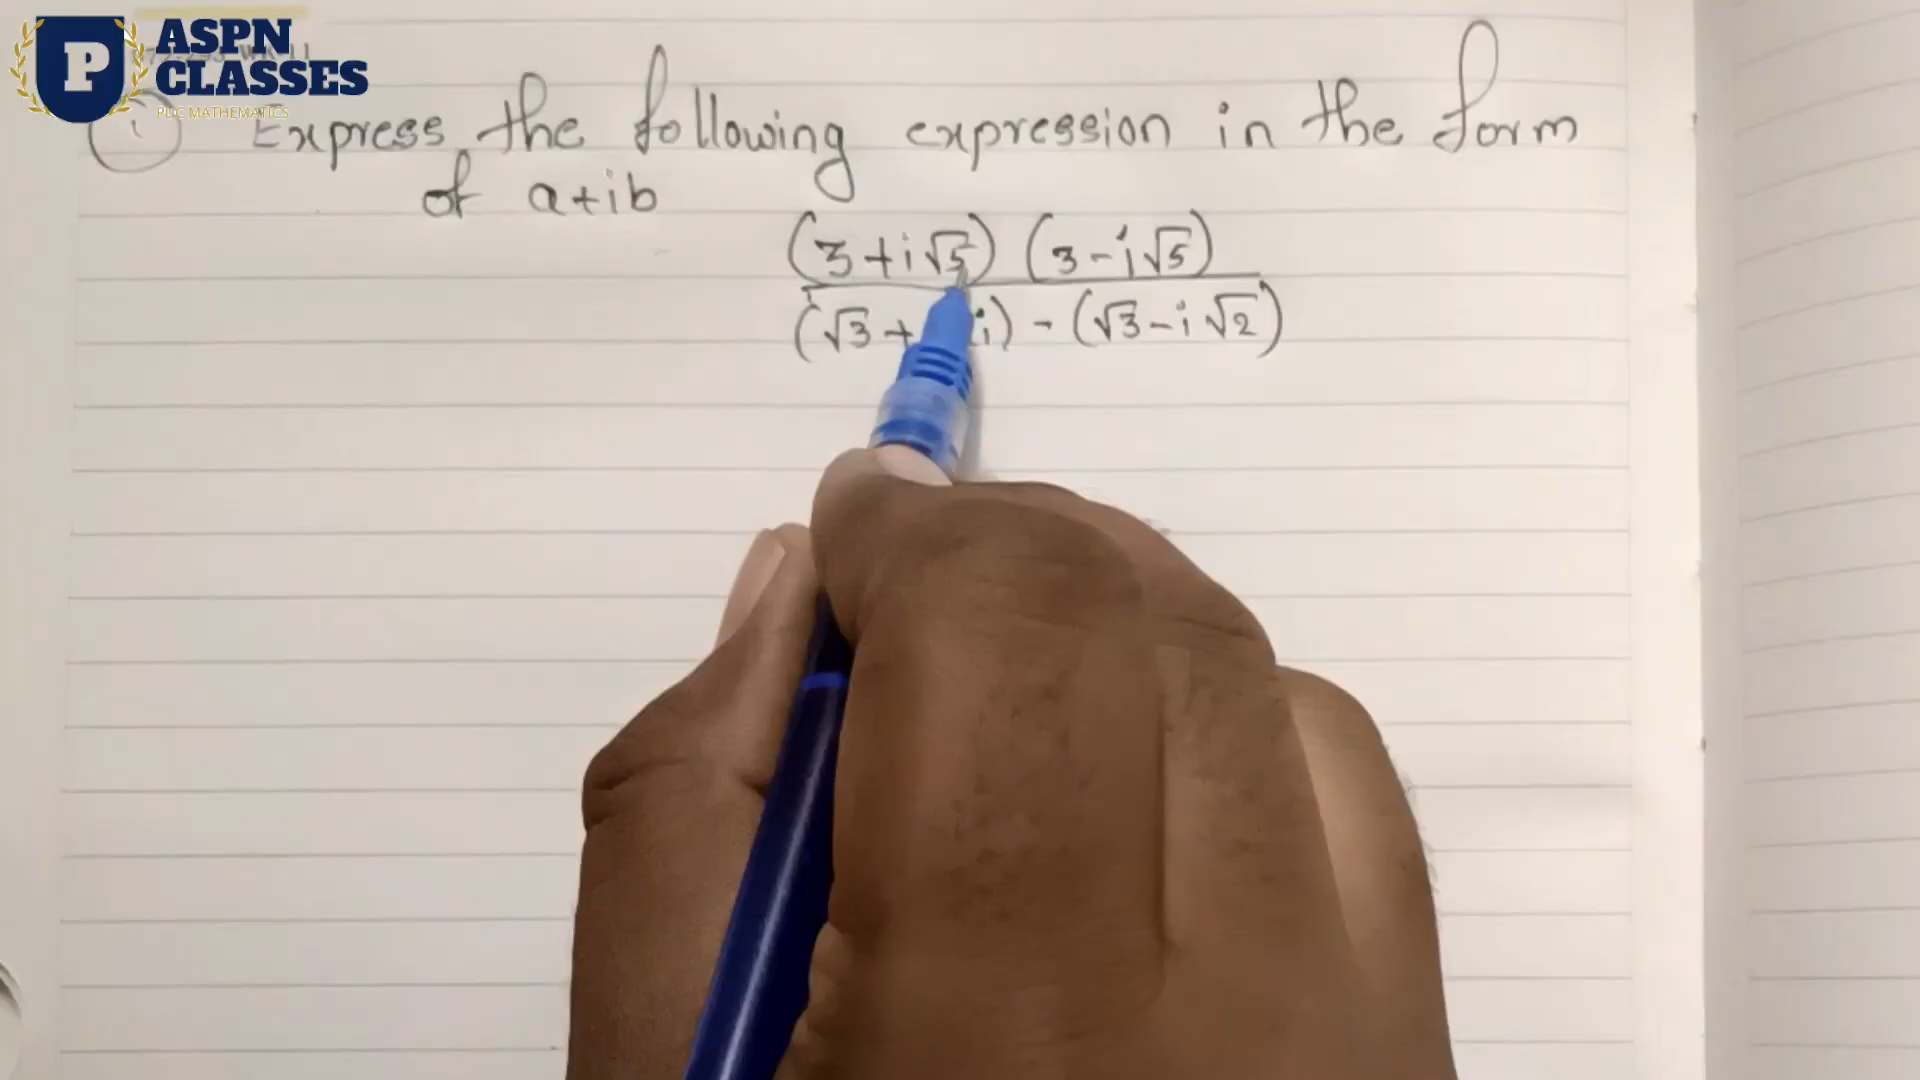 P
ASPN
CLASSES
PUC MATHEMATICS
(i) Express the following expression in the form
of a+ib
(3+i√5) (3-i√5)
(√3+ i) - (√3-i√2)